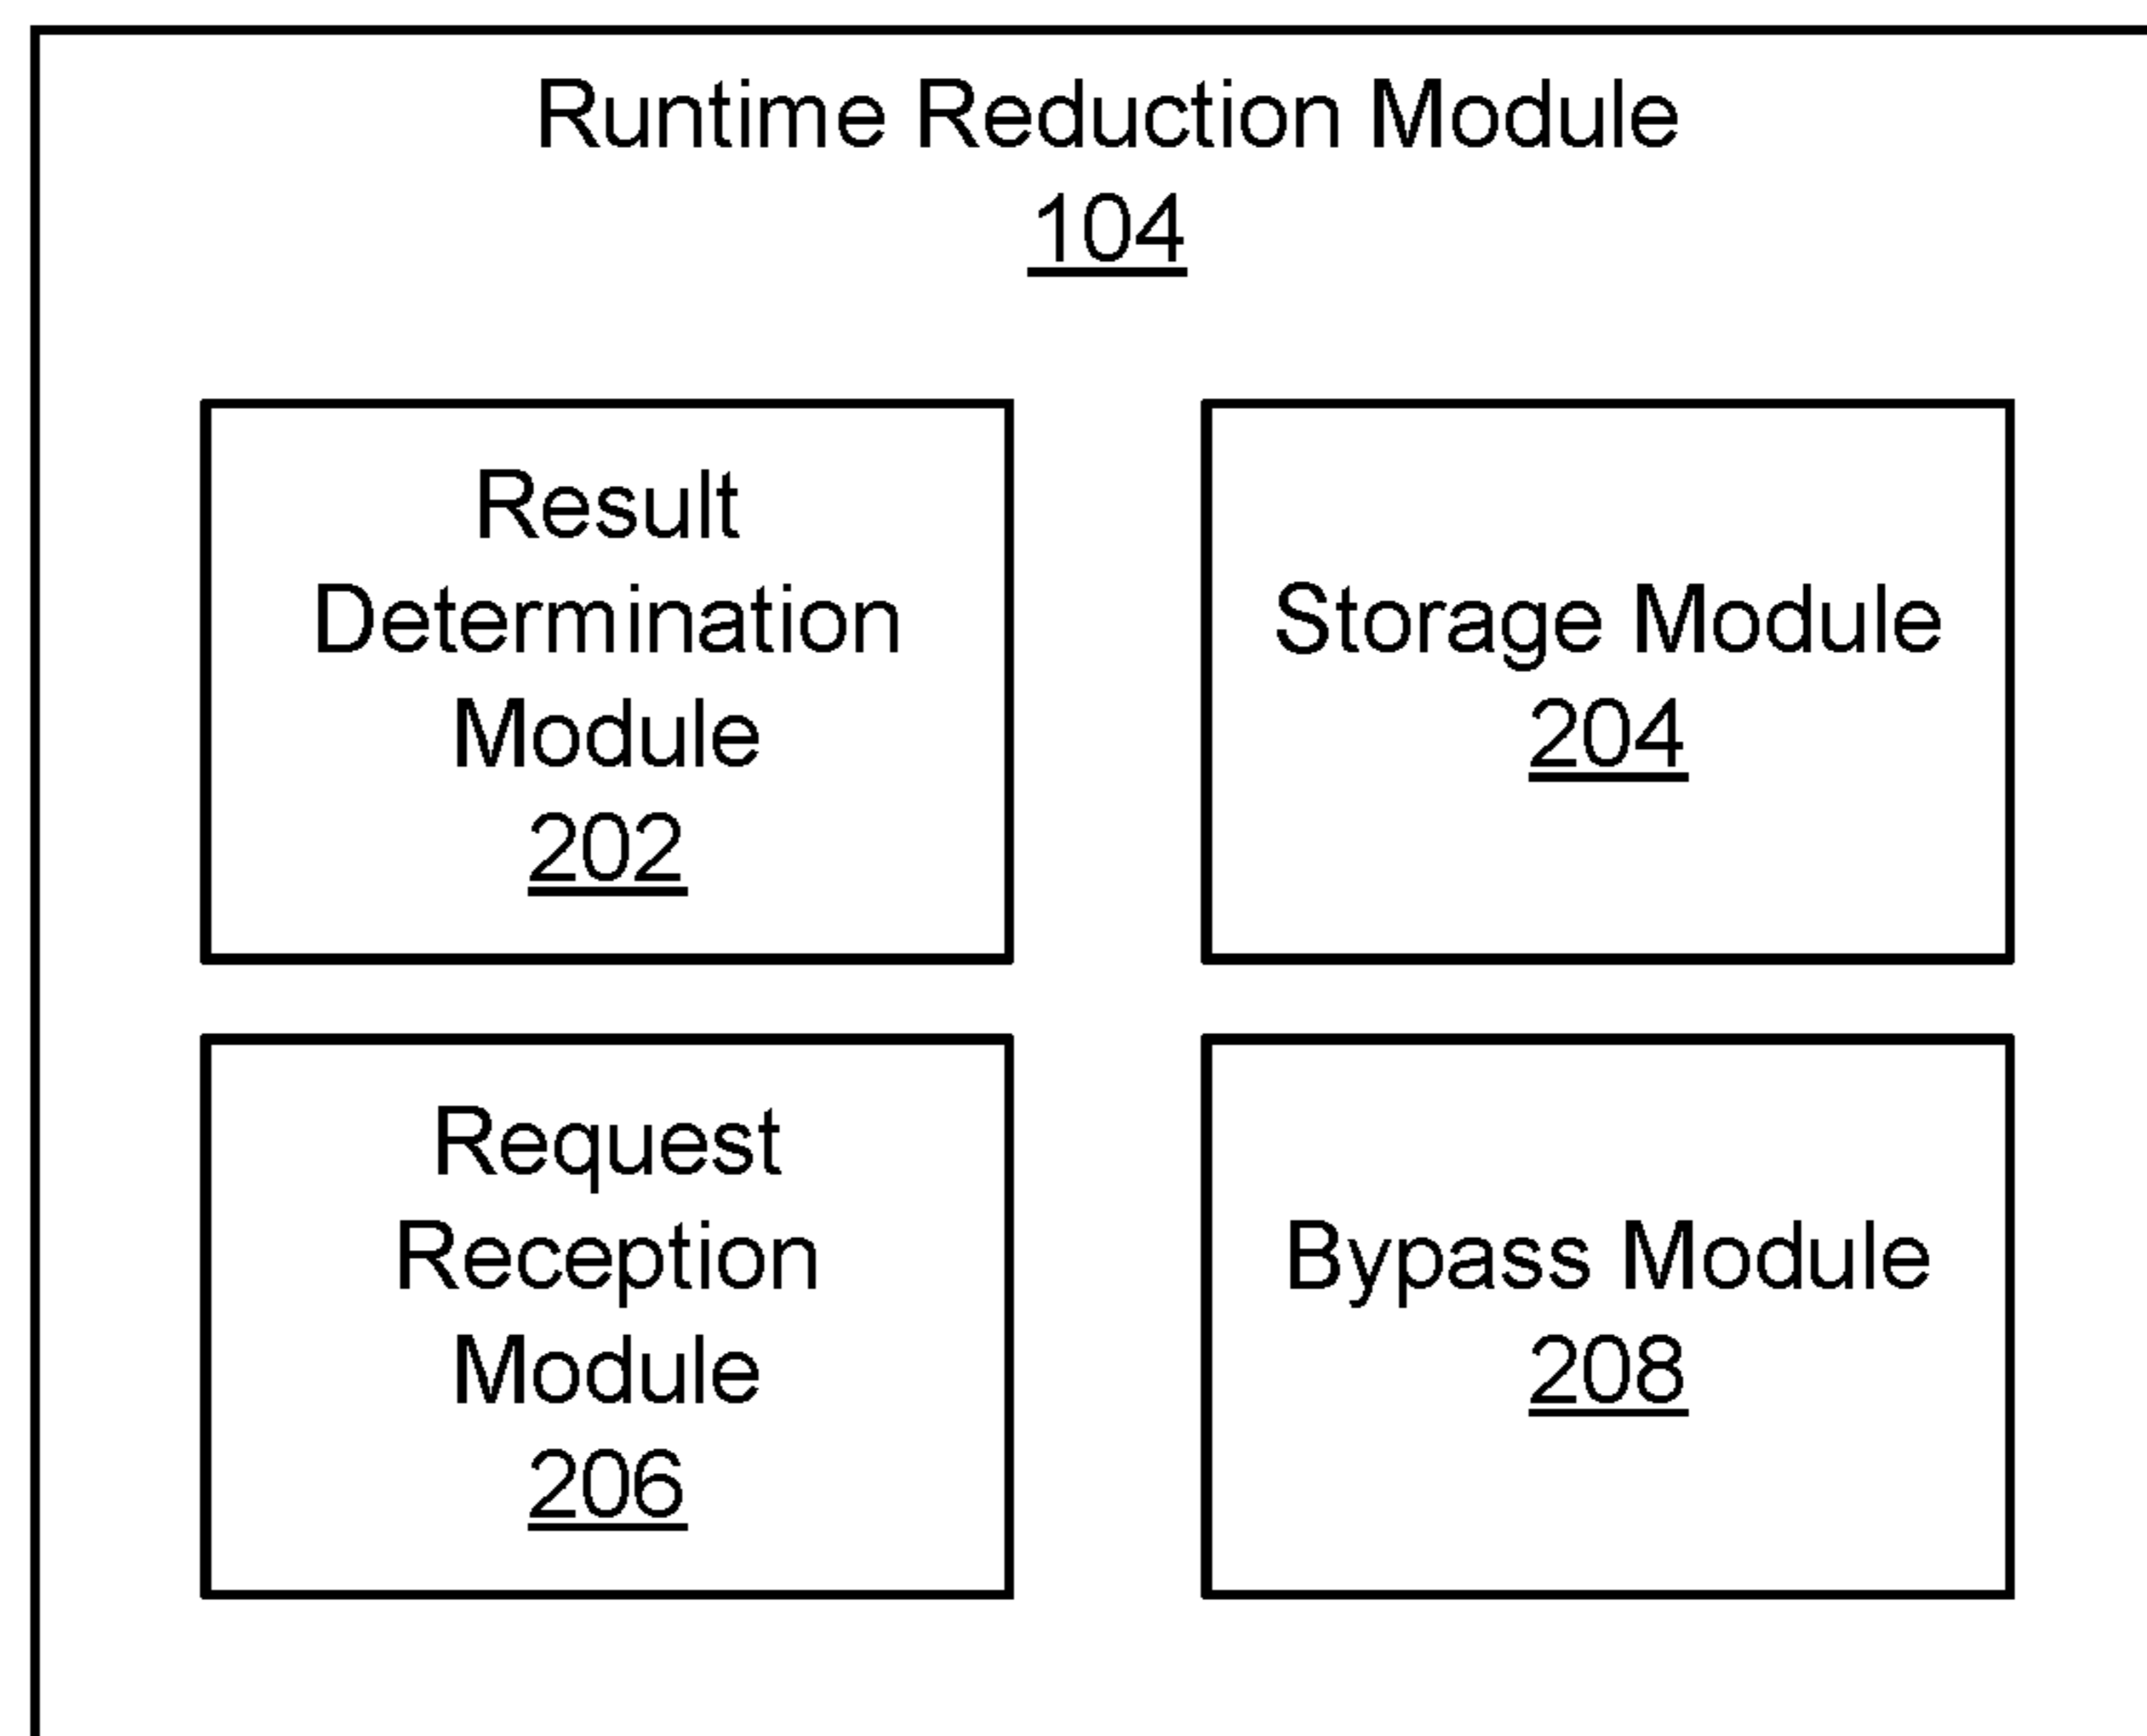 Runtime Reduction Module
104
Result
Determination
Module
202
Storage Module
204
Request
Reception
Module
206
Bypass Module
208